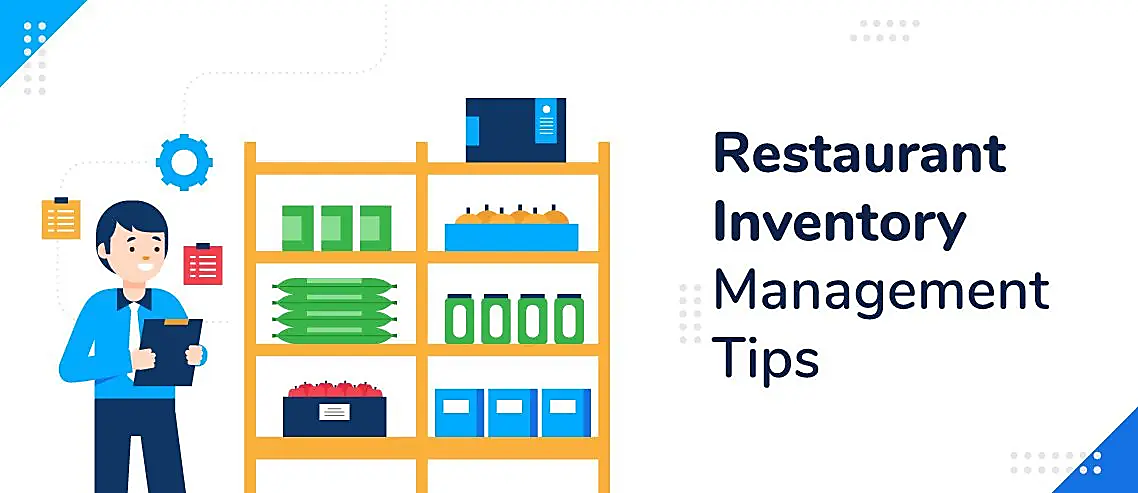 Restaurant
Inventory
Management
Tips